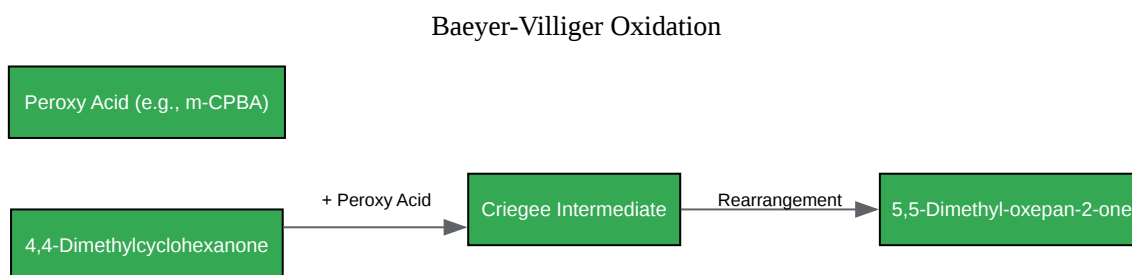 Baeyer-Villiger Oxidation
Peroxy Acid (e.g., m-CPBA)
+ Peroxy Acid
Criegee Intermediate
Rearrangement
5,5-Dimethyl-oxepan-2-one
4,4-Dimethylcyclohexanone